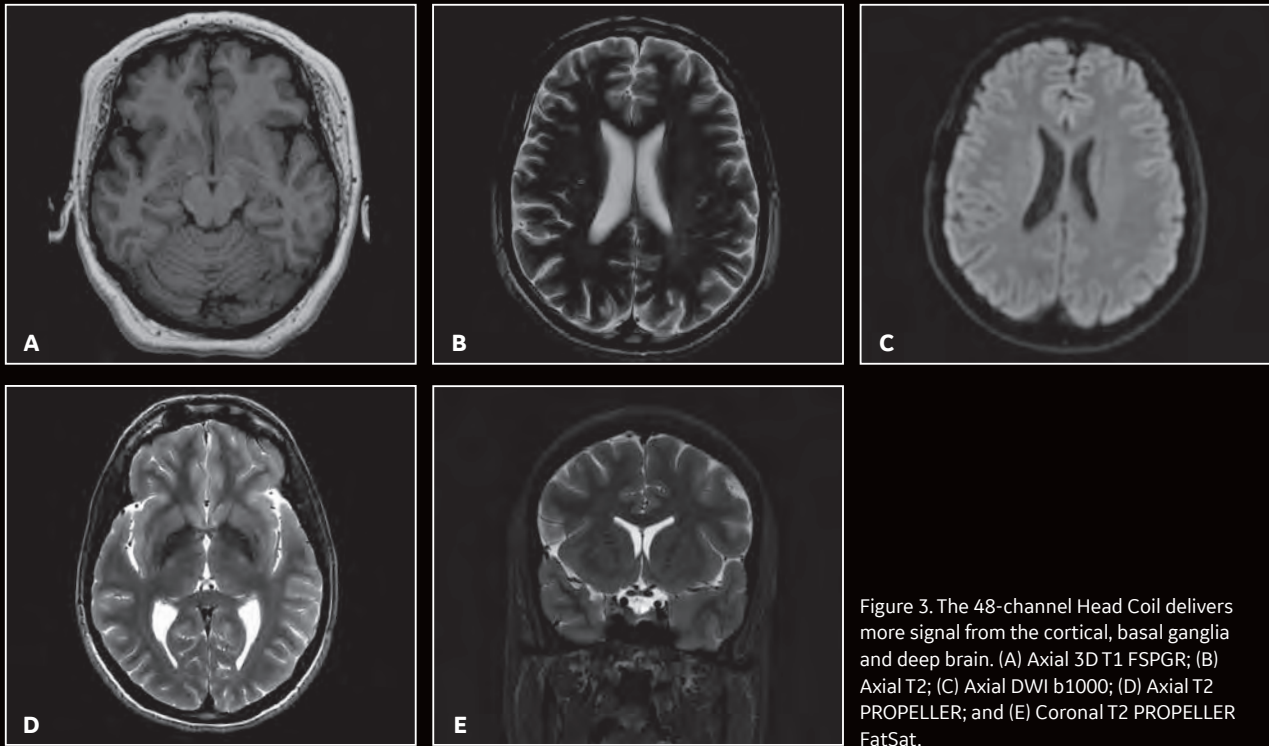 A
B
C
D
E
Figure 3. The 48-channel Head Coil delivers
more signal from the cortical, basal ganglia
and deep brain. (A) Axial 3D T1 FSPGR; (B)
Axial T2; (C) Axial DWI b1000; (D) Axial T2
PROPELLER; and (E) Coronal T2 PROPELLER
FatSat.